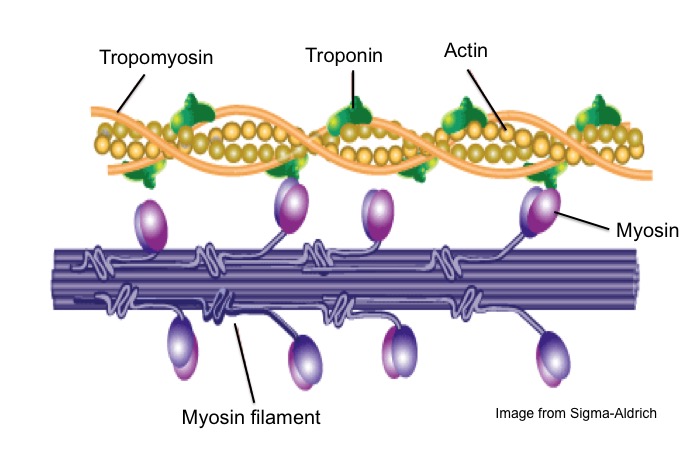 Tropomyosin
Troponin
Actin
Myosin
Myosin filament
Image from Sigma-Aldrich